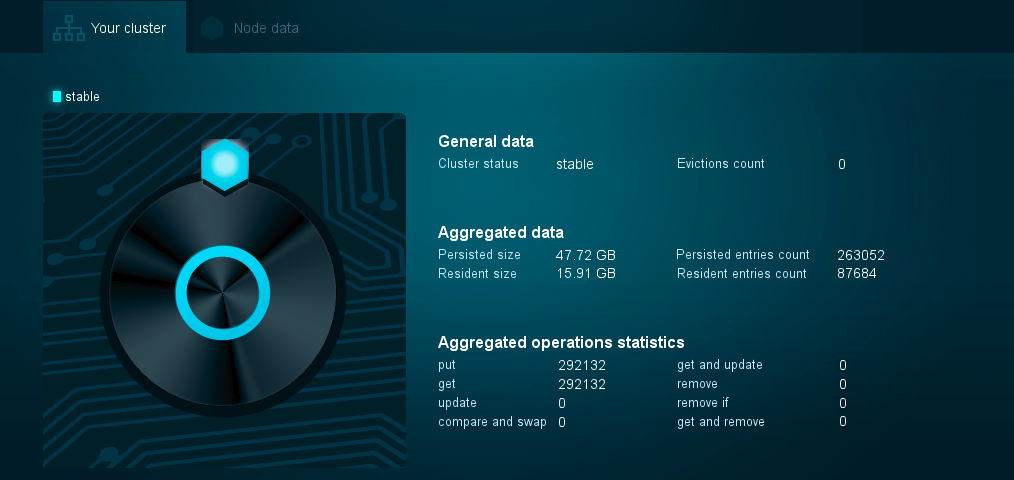 Your cluster Node data
stable
General data
Cluster status stable Evictions count 0
Aggregated data
Persisted size 47.72 GB Persisted entries count 263052
Resident size 15.91 GB Resident entries count 87684
Aggregated operations statistics
put 292132 get and update 0
get 292132 remove 0
update 0 remove if 0
compare and swap 0 get and remove 0